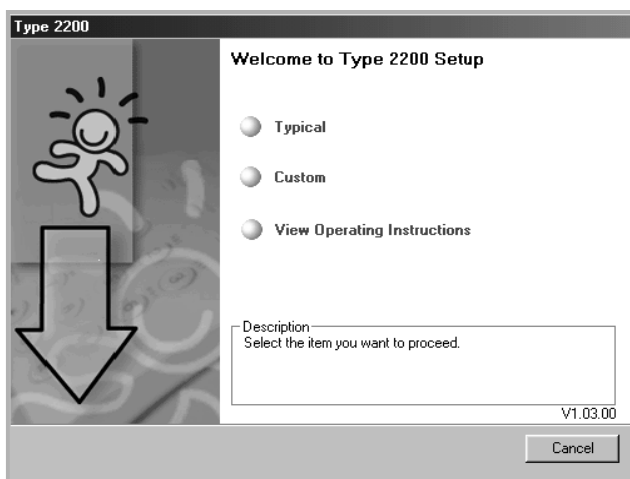 Type 2200
Welcome to Type 2200 Setup
Typical
Custom
View Operating Instructions
Description
Select the item you want to proceed.
V1.03.00
Cancel